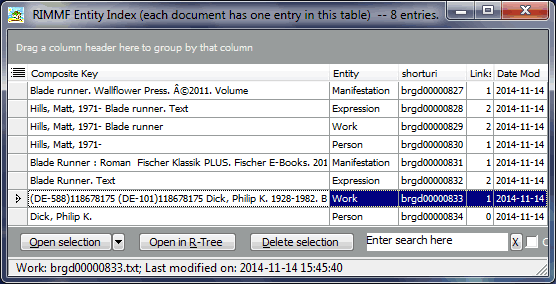 RIMMF Entity Index (each document has one entry in this table) -- 8 entries.
Drag a column header here to group by that column
Composite Key Entity shorturi Links Date Mod
Blade runner. Wallflower Press. Â©2011. Volume Manifestation brgd00000827 1 2014-11-14
Hills, Matt, 1971- Blade runner. Text Expression brgd00000828 2 2014-11-14
Hills, Matt, 1971- Blade runner Work brgd00000829 2 2014-11-14
Hills, Matt, 1971- Person brgd00000830 1 2014-11-14
Blade Runner : Roman Fischer Klassik PLUS. Fischer E-Books. 201 Manifestation brgd00000831 1 2014-11-14
Blade Runner. Text Expression brgd00000832 2 2014-11-14
(DE-588)118678175 (DE-101)118678175 Dick, Philip K. 1928-1982. B Work brgd00000833 1 2014-11-14
Dick, Philip K. Person brgd00000834 0 2014-11-14
Open selection Open in R-Tree Delete selection Enter search here X
Work: brgd00000833.txt; Last modified on: 2014-11-14 15:45:40